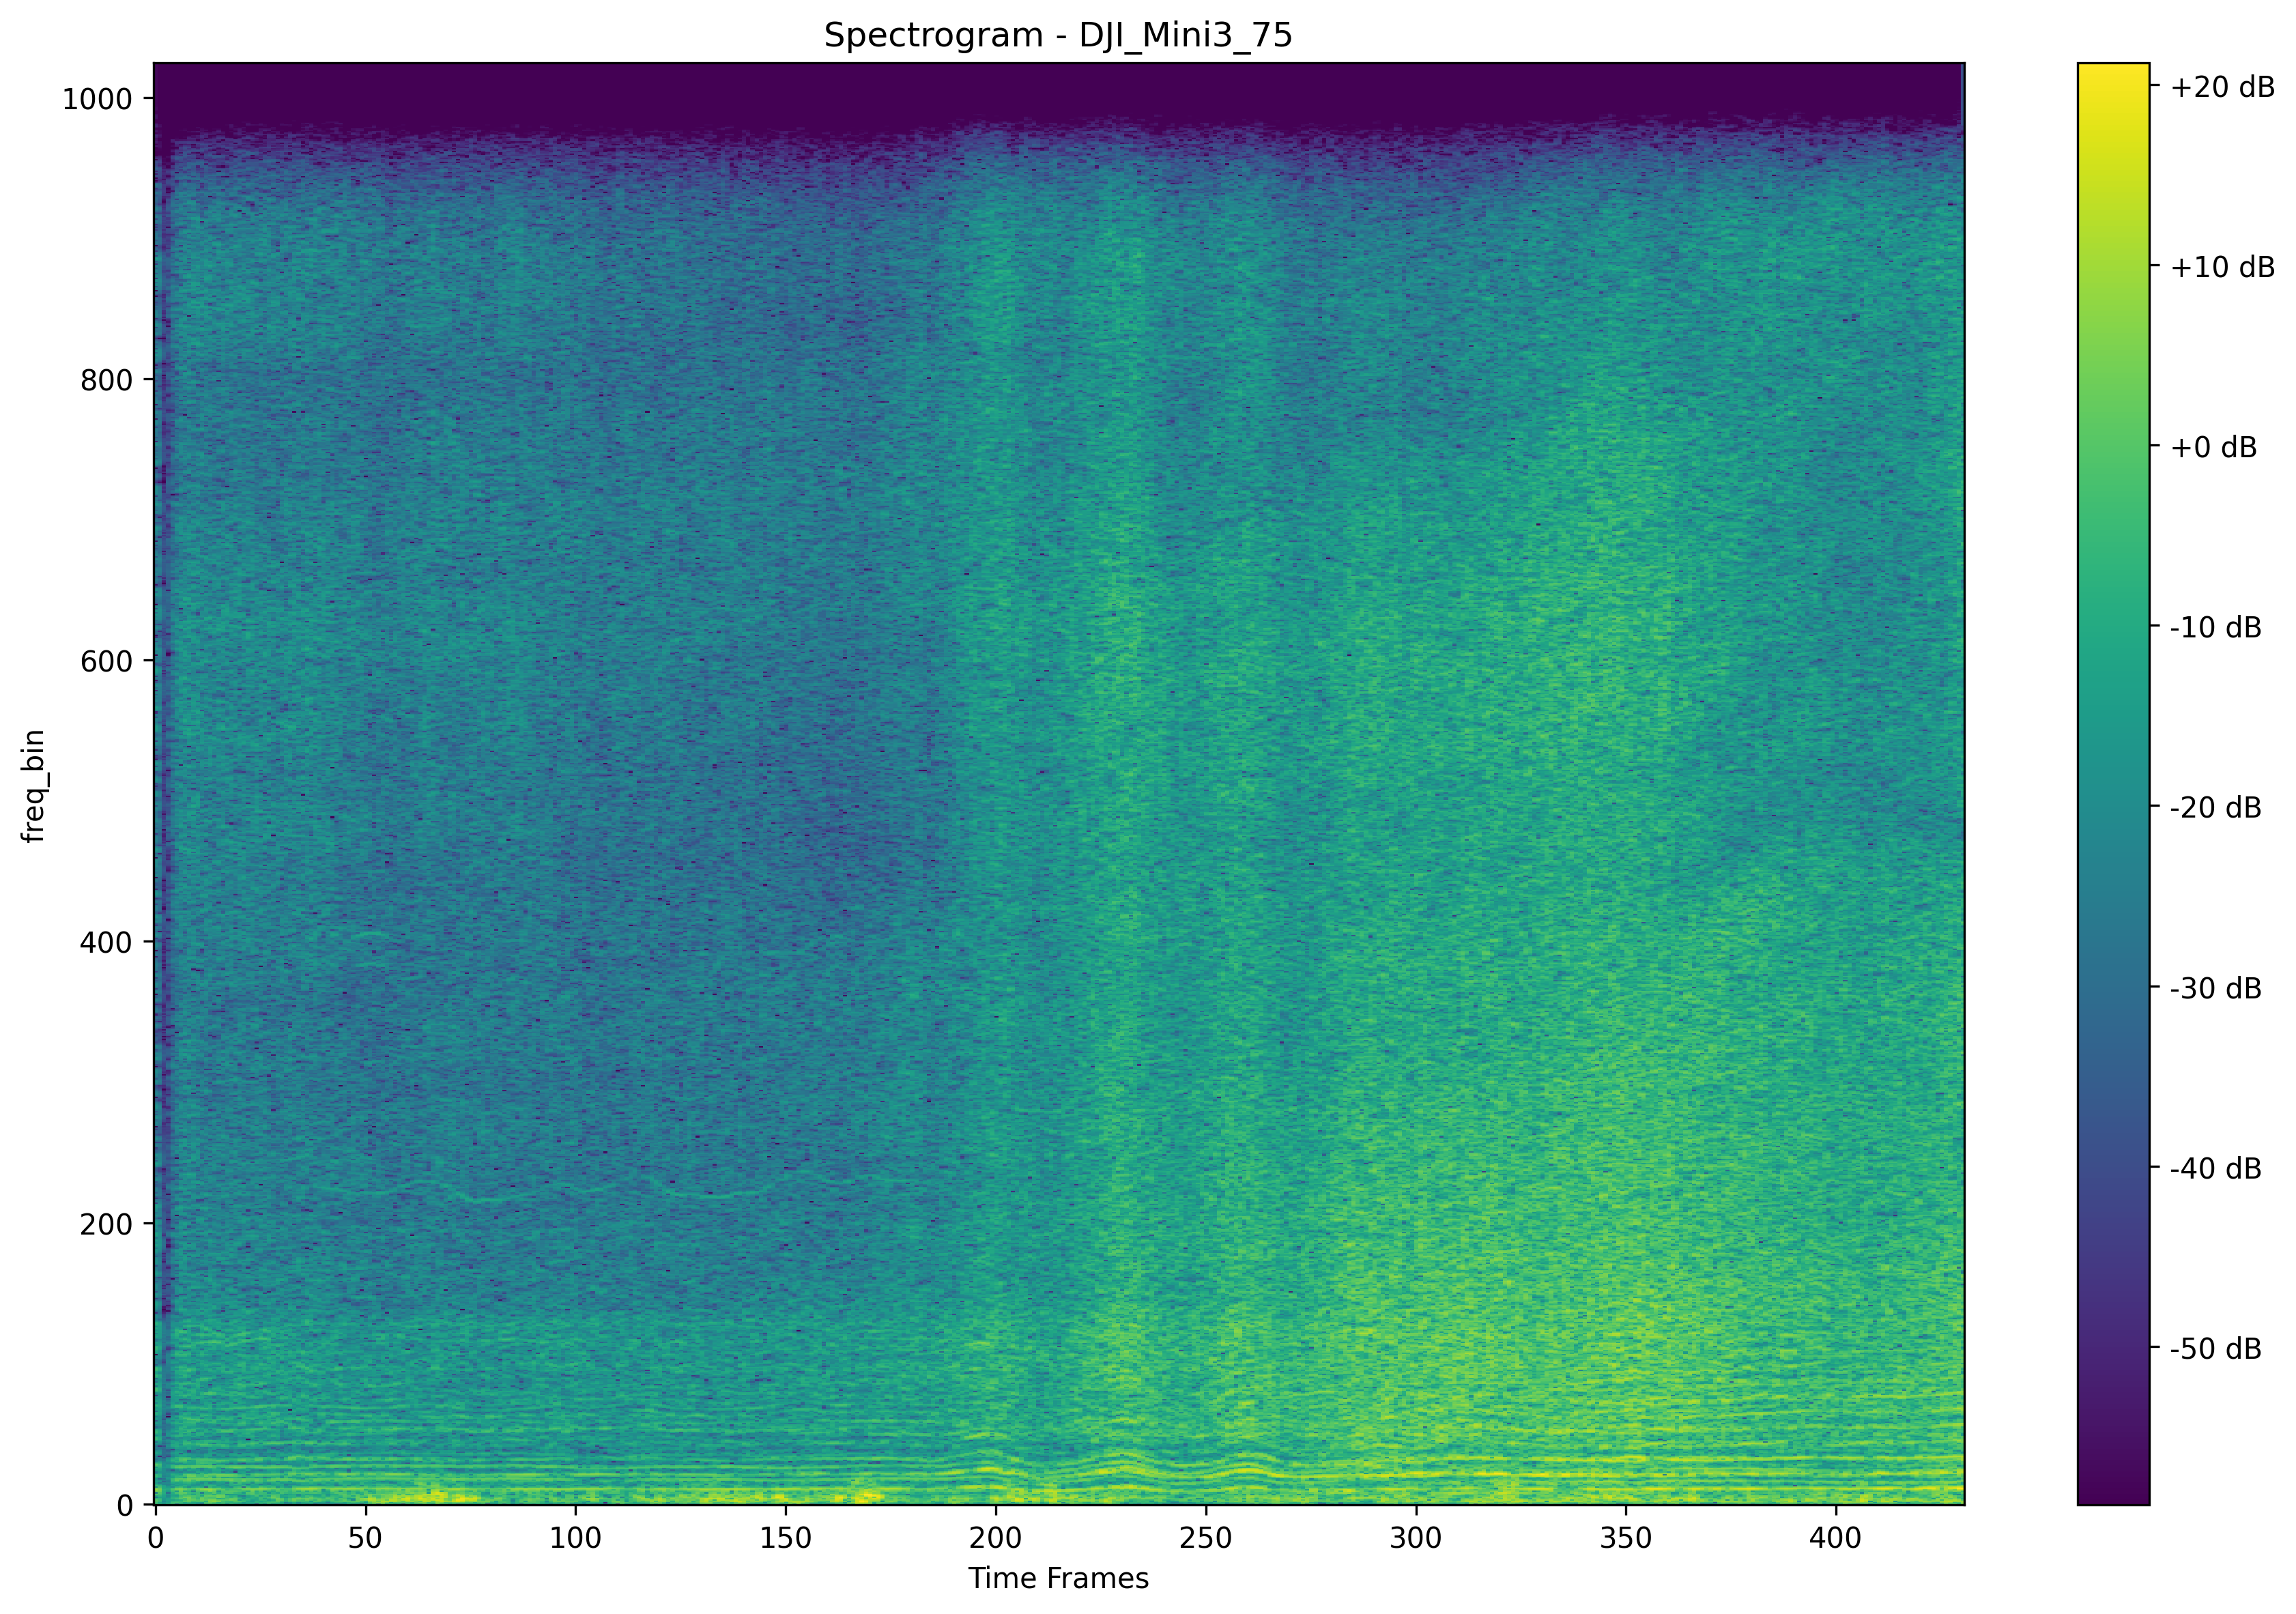 Spectrogram - DJI_Mini3_75
1000
800
600
400
200
0
freq_bin
0 50 100 150 200 250 300 350 400
Time Frames
+20 dB
+10 dB
+0 dB
-10 dB
-20 dB
-30 dB
-40 dB
-50 dB